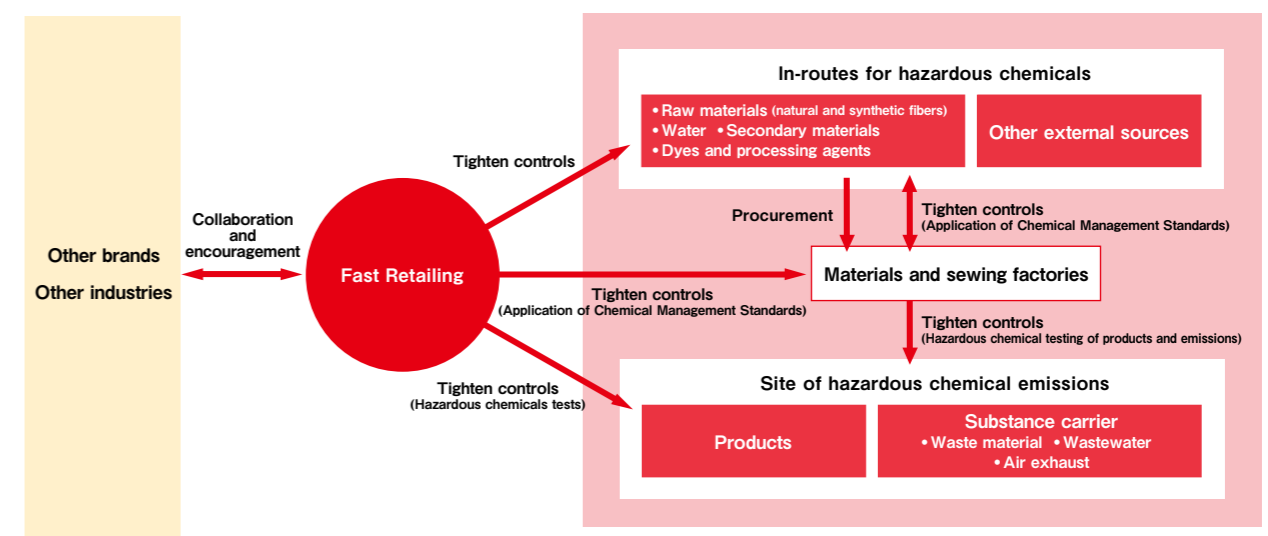 Other brands
Other industries
Collaboration
and
encouragement
Fast Retailing
Tighten controls
Tighten controls
(Application of Chemical Management Standards)
Tighten controls
(Hazardous chemicals tests)
In-routes for hazardous chemicals
•Raw materials (natural and synthetic fibers)
•Water •Secondary materials
•Dyes and processing agents
Other external sources
Procurement
Tighten controls
(Application of Chemical Management Standards)
Materials and sewing factories
Tighten controls
(Hazardous chemical testing of products and emissions)
Site of hazardous chemical emissions
Products
Substance carrier
•Waste material •Wastewater
•Air exhaust